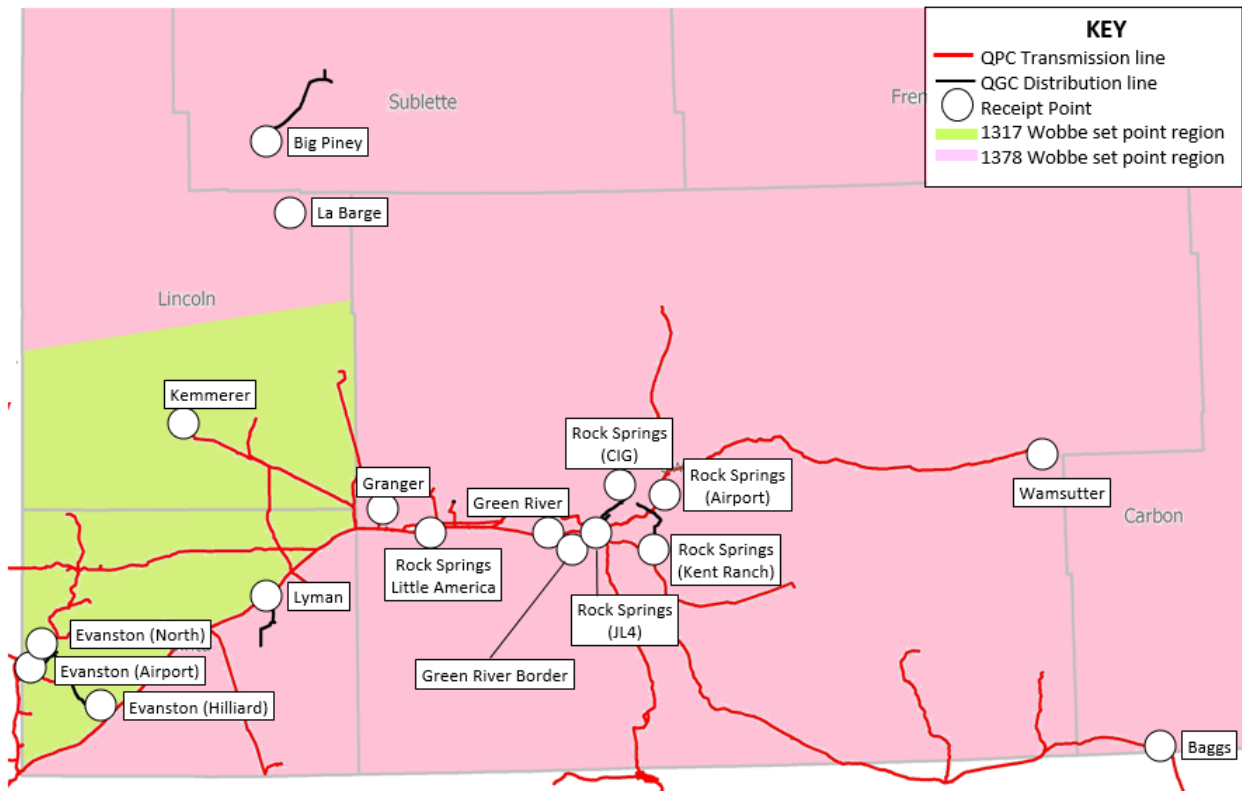 KEY
QPC Transmission line
QGC Distribution line
Receipt Point
1317 Wobbe set point region
1378 Wobbe set point region
Sublette
Fren
Big Piney
La Barge
Lincoln
Kemmerer
Rock Springs
(CIG)
Granger
Green River
Rock Springs
(Airport)
Wamsutter
Carbon
Rock Springs
Little America
Rock Springs
(Kent Ranch)
Lyman
Rock Springs
(JL4)
Evanston (North)
Evanston (Airport)
Green River Border
Evanston (Hilliard)
Baggs